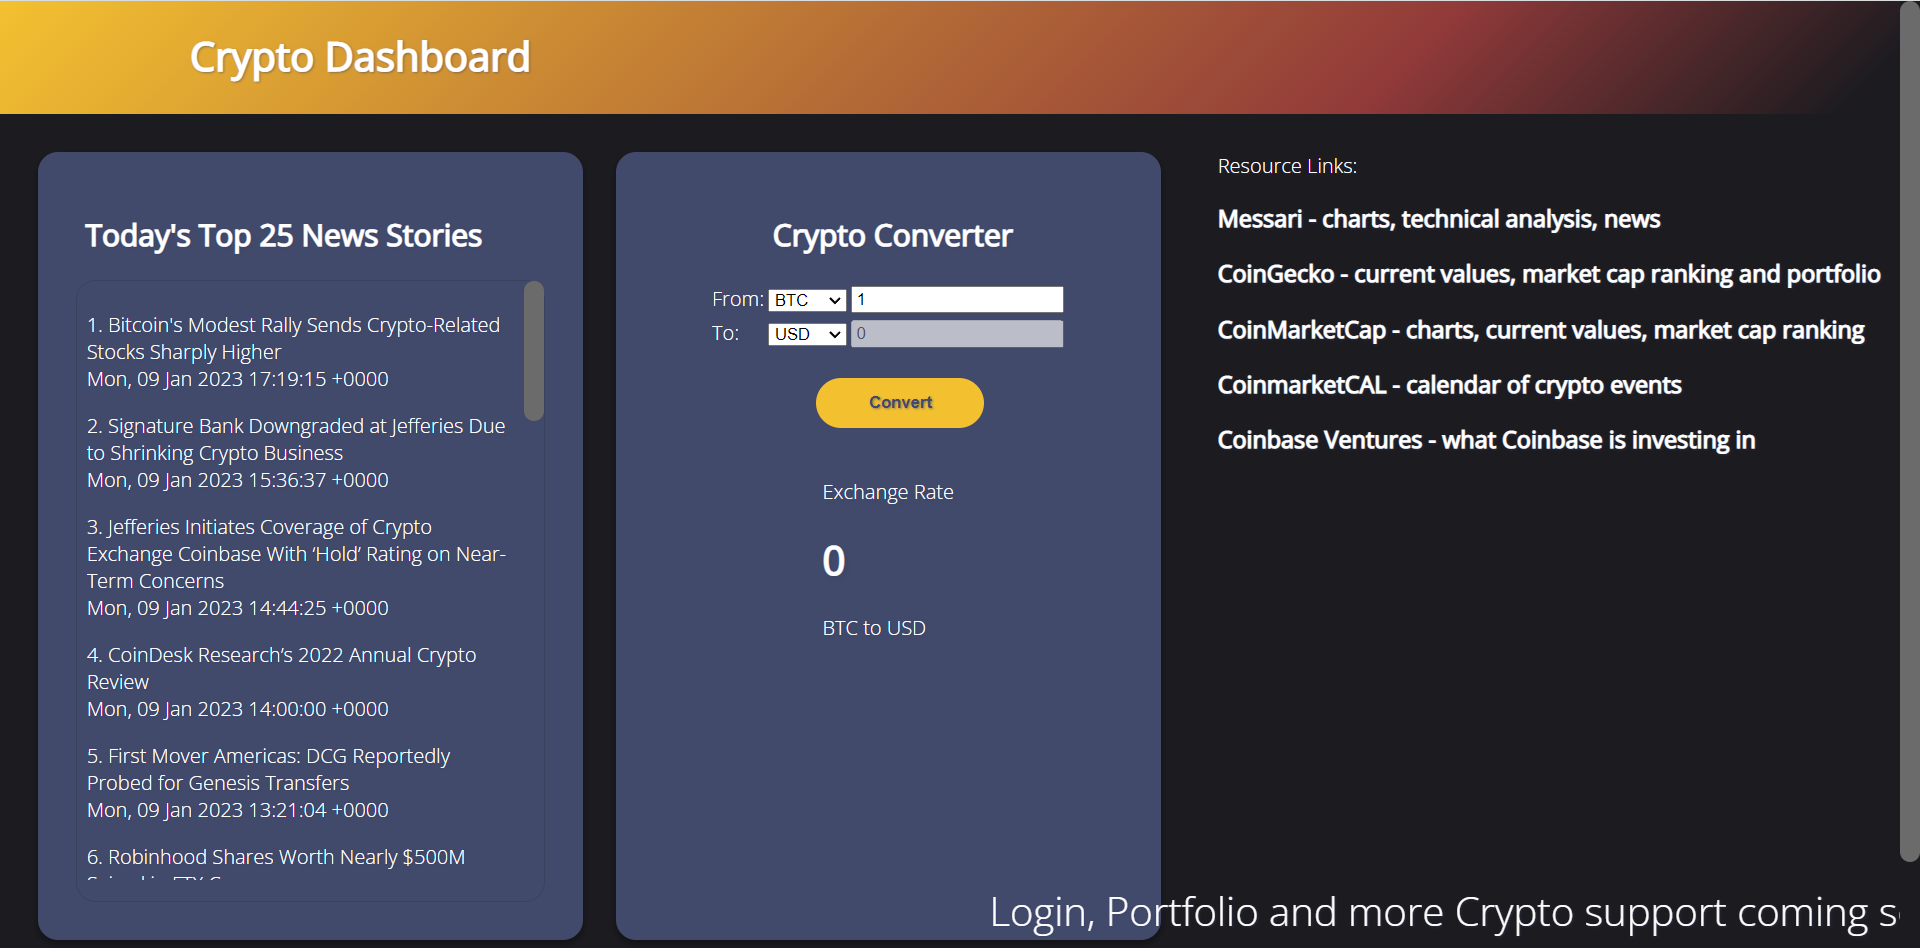 Crypto Dashboard
Today's Top 25 News Stories
1. Bitcoin's Modest Rally Sends Crypto-Related
Stocks Sharply Higher
Mon, 09 Jan 2023 17:19:15 +0000
2. Signature Bank Downgraded at Jefferies Due
to Shrinking Crypto Business
Mon, 09 Jan 2023 15:36:37 +0000
3. Jefferies Initiates Coverage of Crypto
Exchange Coinbase With ‘Hold’ Rating on Near-
Term Concerns
Mon, 09 Jan 2023 14:44:25 +0000
4. CoinDesk Research’s 2022 Annual Crypto
Review
Mon, 09 Jan 2023 14:00:00 +0000
5. First Mover Americas: DCG Reportedly
Probed for Genesis Transfers
Mon, 09 Jan 2023 13:21:04 +0000
6. Robinhood Shares Worth Nearly $500M
Crypto Converter
From: BTC 1
To: USD 0
Convert
Exchange Rate
0
BTC to USD
Resource Links:
Messari - charts, technical analysis, news
CoinGecko - current values, market cap ranking and portfolio
CoinMarketCap - charts, current values, market cap ranking
CoinmarketCAL - calendar of crypto events
Coinbase Ventures - what Coinbase is investing in
Login, Portfolio and more Crypto support coming